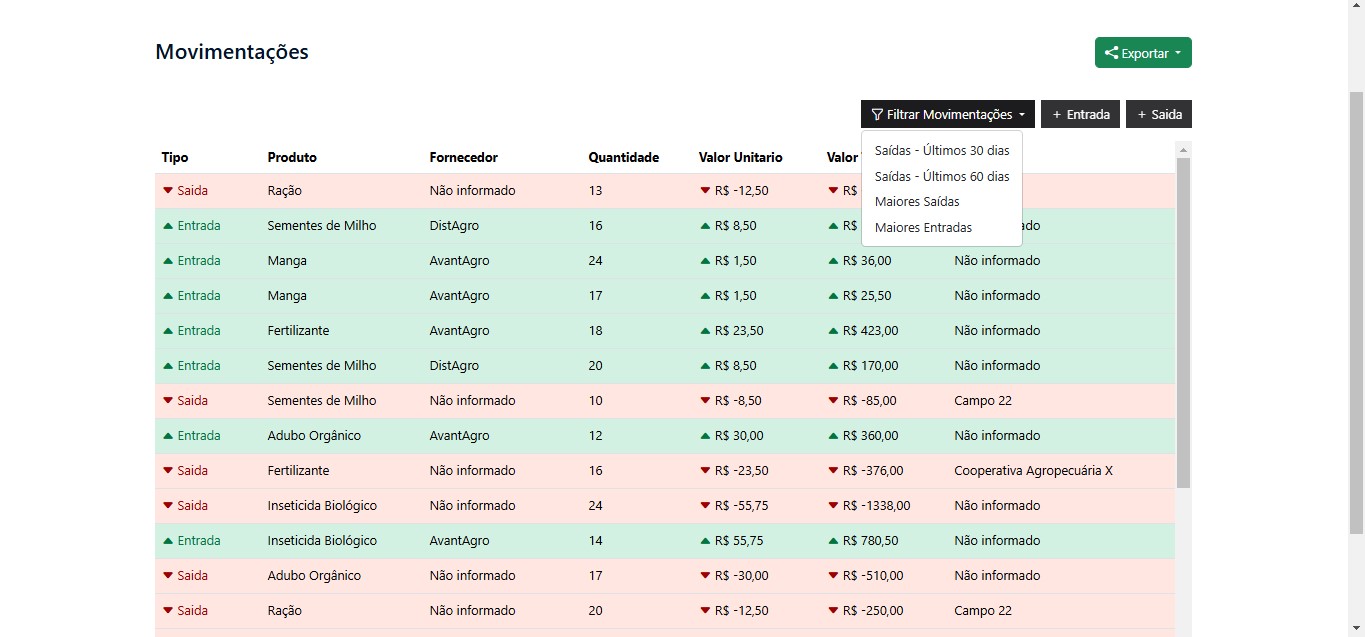 Movimentações
Exportar
Filtrar Movimentações + Entrada + Saida
Saídas - Últimos 30 dias
Saídas - Últimos 60 dias
Maiores Saídas
Maiores Entradas
Tipo Produto Fornecedor Quantidade Valor Unitario Valor
Saida Ração Não informado 13 R$ -12,50 R$
Entrada Sementes de Milho DistAgro 16 R$ 8,50 R$
Entrada Manga AvantAgro 24 R$ 1,50 R$ 36,00 Não informado
Entrada Manga AvantAgro 17 R$ 1,50 R$ 25,50 Não informado
Entrada Fertilizante AvantAgro 18 R$ 23,50 R$ 423,00 Não informado
Entrada Sementes de Milho DistAgro 20 R$ 8,50 R$ 170,00 Não informado
Saida Sementes de Milho Não informado 10 R$ -8,50 R$ -85,00 Campo 22
Entrada Adubo Orgânico AvantAgro 12 R$ 30,00 R$ 360,00 Não informado
Saida Fertilizante Não informado 16 R$ -23,50 R$ -376,00 Cooperativa Agropecuária X
Saida Inseticida Biológico Não informado 24 R$ -55,75 R$ -1338,00 Não informado
Entrada Inseticida Biológico AvantAgro 14 R$ 55,75 R$ 780,50 Não informado
Saida Adubo Orgânico Não informado 17 R$ -30,00 R$ -510,00 Não informado
Saida Ração Não informado 20 R$ -12,50 R$ -250,00 Campo 22